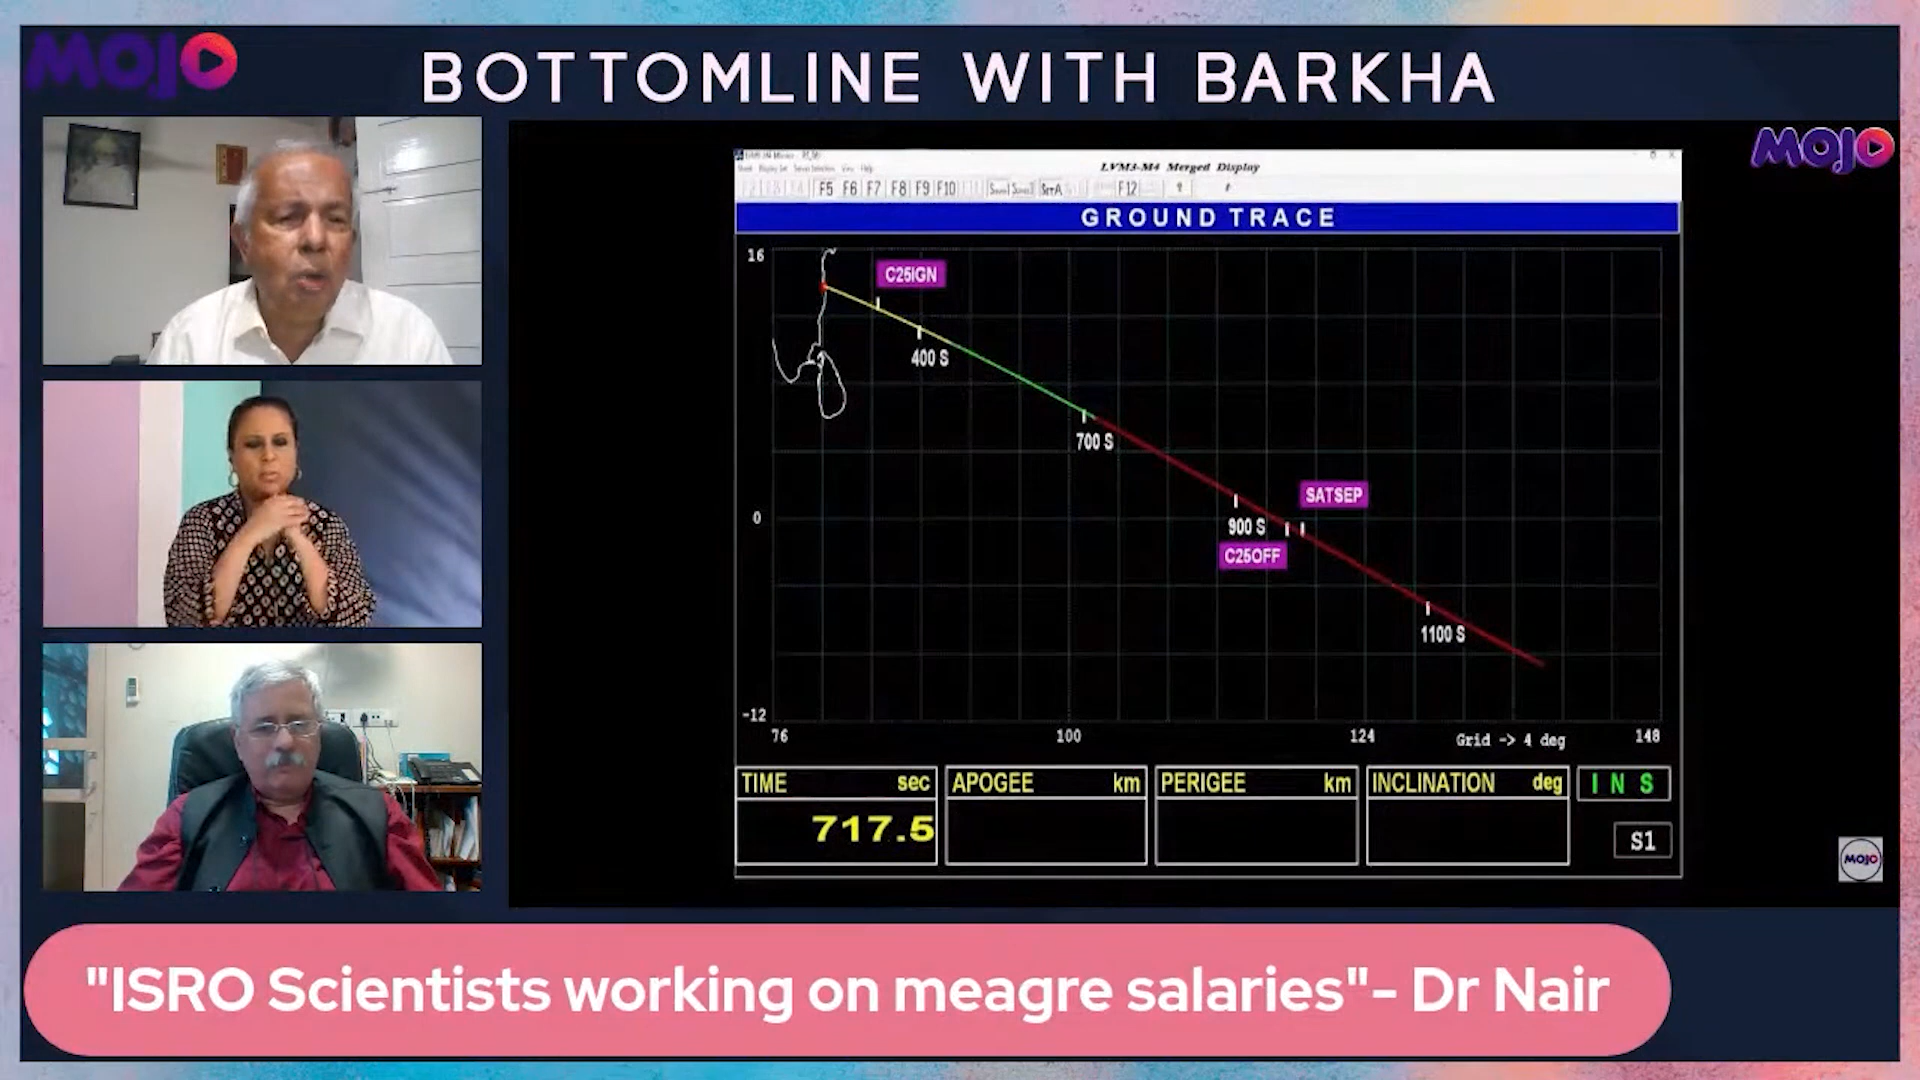 MOJO
BOTTOMLINE WITH BARKHA
MOJO
LVM3-M4 Merged Display
F5 F6 F7 F8 F9 F10
F12
GROUND TRACE
16
C25IGN
400 S
700 S
SATSEP
0
900 S
C25OFF
1100 S
-12
76 100 124 148
Grid -> 4 deg
TIME sec APOGEE km PERIGEE km INCLINATION deg INS
717.5
S1
MOJO
"ISRO Scientists working on meagre salaries"- Dr Nair